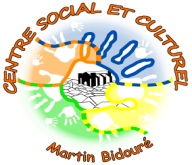 CENTRE SOCIAL ET CULTUREL
Martin Bidouré